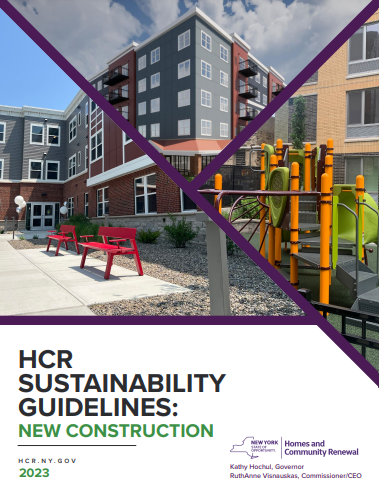 HCR
SUSTAINABILITY
GUIDELINES:
NEW CONSTRUCTION
HCR.NY.GOV
2023
NEW YORK
STATE OF
OPPORTUNITY.
Homes and
Community Renewal
Kathy Hochul, Governor
RuthAnne Visnauskas, Commissioner/CEO